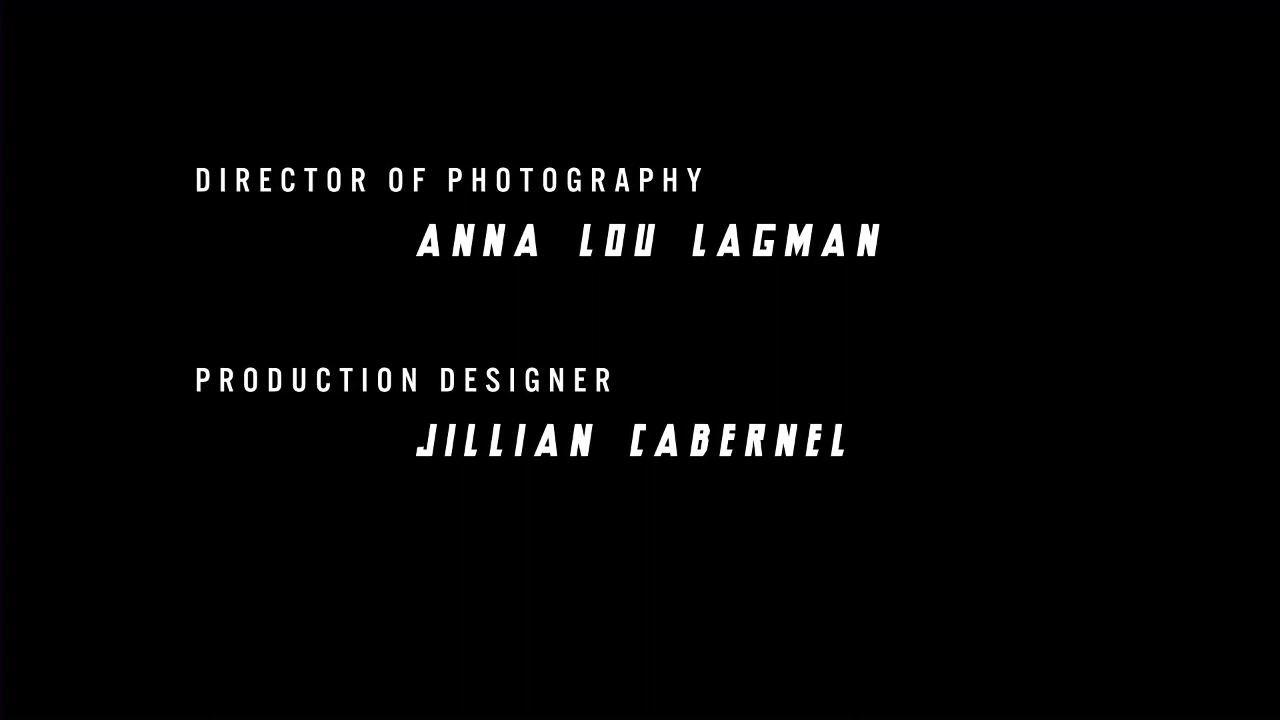 DIRECTOR OF PHOTOGRAPHY
ANNA LOU LAGMAN
PRODUCTION DESIGNER
JILLIAN CABERNEL